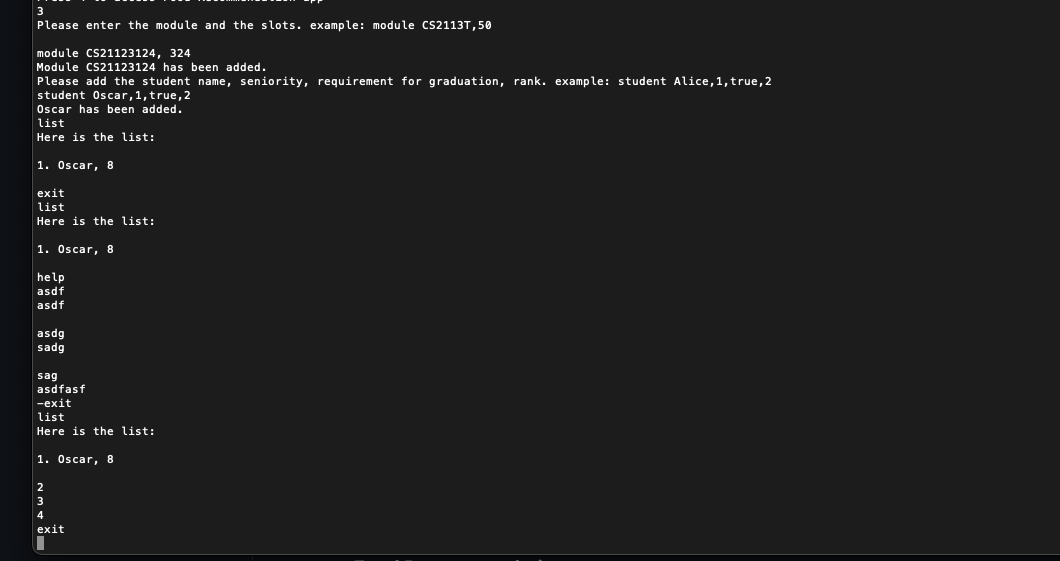 3
Please enter the module and the slots. example: module CS2113T,50
module CS21123124, 324
Module CS21123124 has been added.
Please add the student name, seniority, requirement for graduation, rank. example: student Alice,1,true,2
student Oscar,1,true,2
Oscar has been added.
list
Here is the list:
1. Oscar, 8
exit
list
Here is the list:
1. Oscar, 8
help
asdf
asdf
asdg
sadg
sag
asdfasf
-exit
list
Here is the list:
1. Oscar, 8
2
3
4
exit